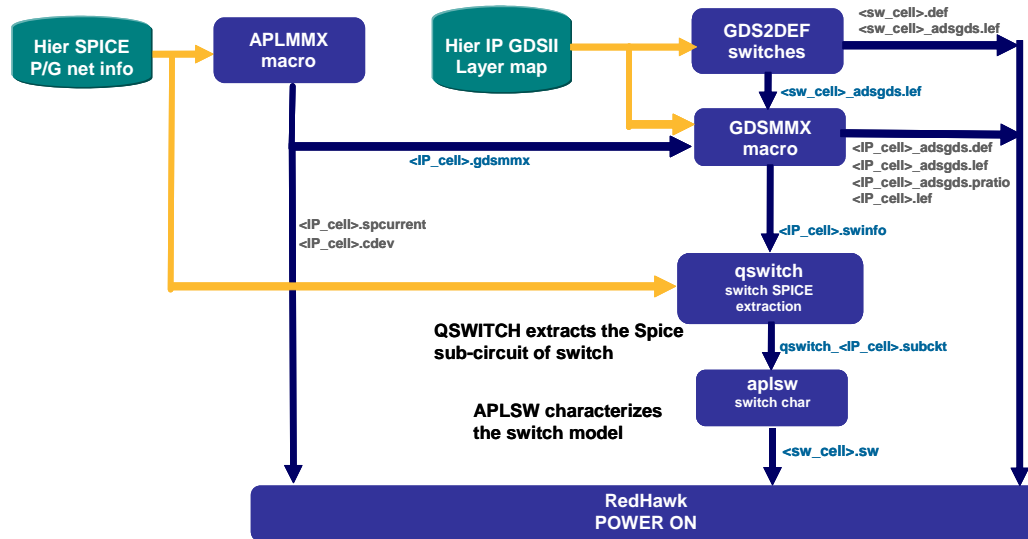 Hier SPICE
P/G net info
APLMMX
macro
Hier IP GDSII
Layer map
GDS2DEF
switches
<sw_cell>.def
<sw_cell>_adsgds.lef
<sw_cell>_adsgds.lef
GDSMMX
macro
<IP_cell>.gdsmmx
<IP_cell>_adsgds.def
<IP_cell>_adsgds.lef
<IP_cell>_adsgds.pratio
<IP_cell>.lef
<IP_cell>.spcurrent
<IP_cell>.cdev
<IP_cell>.swinfo
qswitch
switch SPICE
extraction
QSWITCH extracts the Spice
sub-circuit of switch
qswitch_<IP_cell>.subckt
aplsw
switch char
APLSW characterizes
the switch model
<sw_cell>.sw
RedHawk
POWER ON